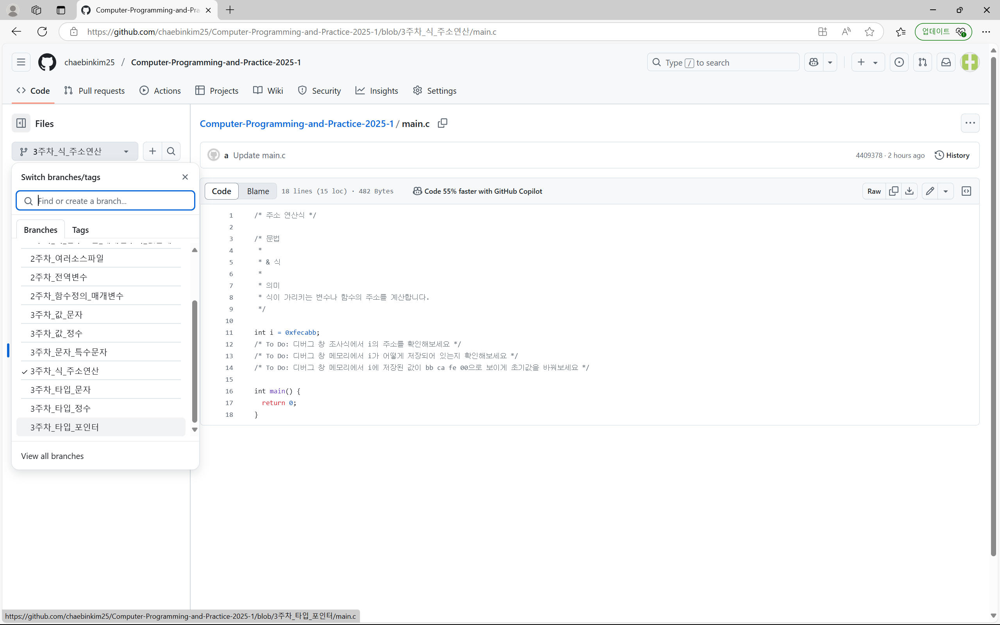 Computer-Programming-and-Pra
https://github.com/chaebinkim25/Computer-Programming-and-Practice-2025-1/blob/3주차_식_주소연산/main.c
업데이트
chaebinkim25 / Computer-Programming-and-Practice-2025-1
Type / to search
Code Pull requests Actions Projects Wiki Security Insights Settings
Files
Computer-Programming-and-Practice-2025-1 / main.c
3주차_식_주소연산
a Update main.c
4409378 · 2 hours ago History
Switch branches/tags
Find or create a branch...
Branches Tags
2주차_여러소스파일
2주차_전역변수
2주차_함수정의_매개변수
3주차_값_문자
3주차_값_정수
3주차_문자_특수문자
3주차_식_주소연산
3주차_타입_문자
3주차_타입_정수
3주차_타입_포인터
View all branches
Code Blame 18 lines (15 loc) · 482 Bytes Code 55% faster with GitHub Copilot Raw
1 /* 주소 연산식 */
2
3 /* 문법
4 *
5 * & 식
6 *
7 * 의미
8 * 식이 가리키는 변수나 함수의 주소를 계산합니다.
9 */
10
11 int i = 0xfecabb;
12 /* To Do: 디버그 창 조사식에서 i의 주소를 확인해보세요 */
13 /* To Do: 디버그 창 메모리에서 i가 어떻게 저장되어 있는지 확인해보세요 */
14 /* To Do: 디버그 창 메모리에서 i에 저장된 값이 bb ca fe 00으로 보이게 초기값을 바꿔보세요 */
15
16 int main() {
17 return 0;
18 }
https://github.com/chaebinkim25/Computer-Programming-and-Practice-2025-1/blob/3주차_타입_포인터/main.c